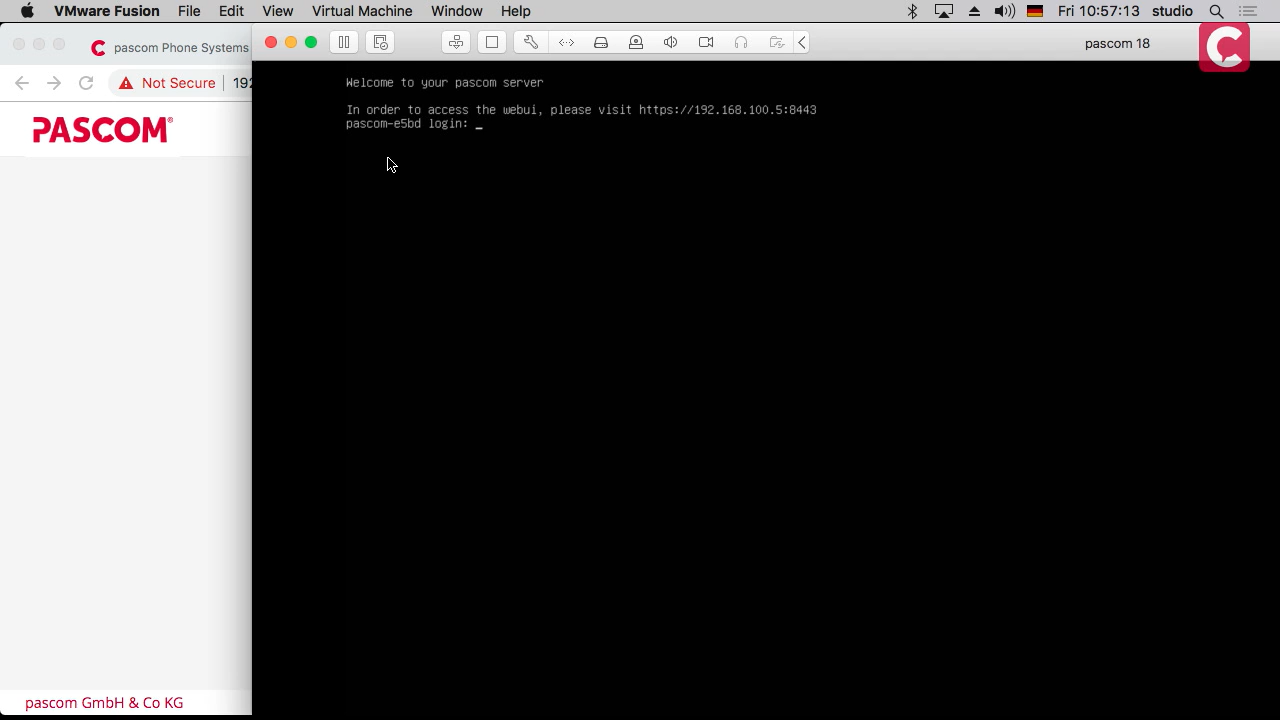 VMware Fusion File Edit View Virtual Machine Window Help Fri 10:57:13 studio
pascom Phone Systems
pascom 18
Not Secure 192
PASCOM®
Welcome to your pascom server
In order to access the webui, please visit https://192.168.100.5:8443
pascom-e5bd login: _
pascom GmbH & Co KG